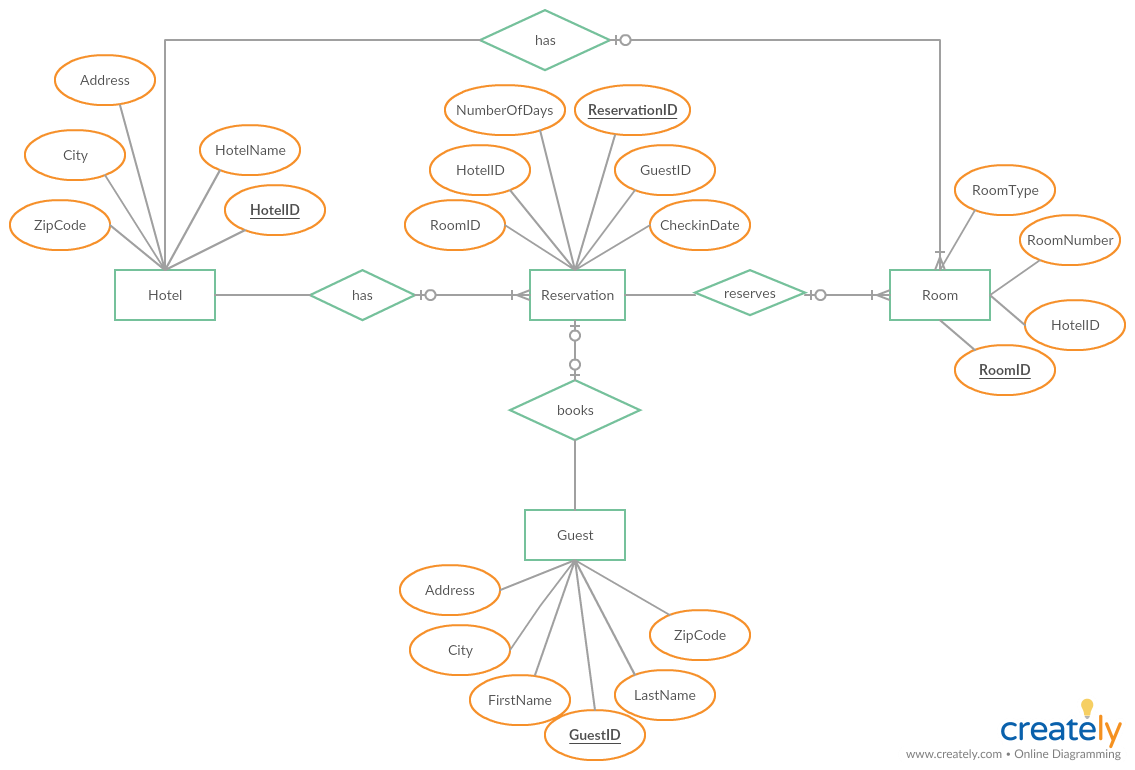 has
Address
NumberOfDays
ReservationID
HotelName
City
HotelID
GuestID
RoomType
HotelID
ZipCode
RoomID
CheckinDate
RoomNumber
Hotel
has
Reservation
reserves
Room
HotelID
RoomID
books
Guest
Address
ZipCode
City
LastName
FirstName
GuestID
creately
www.creately.com • Online Diagramming